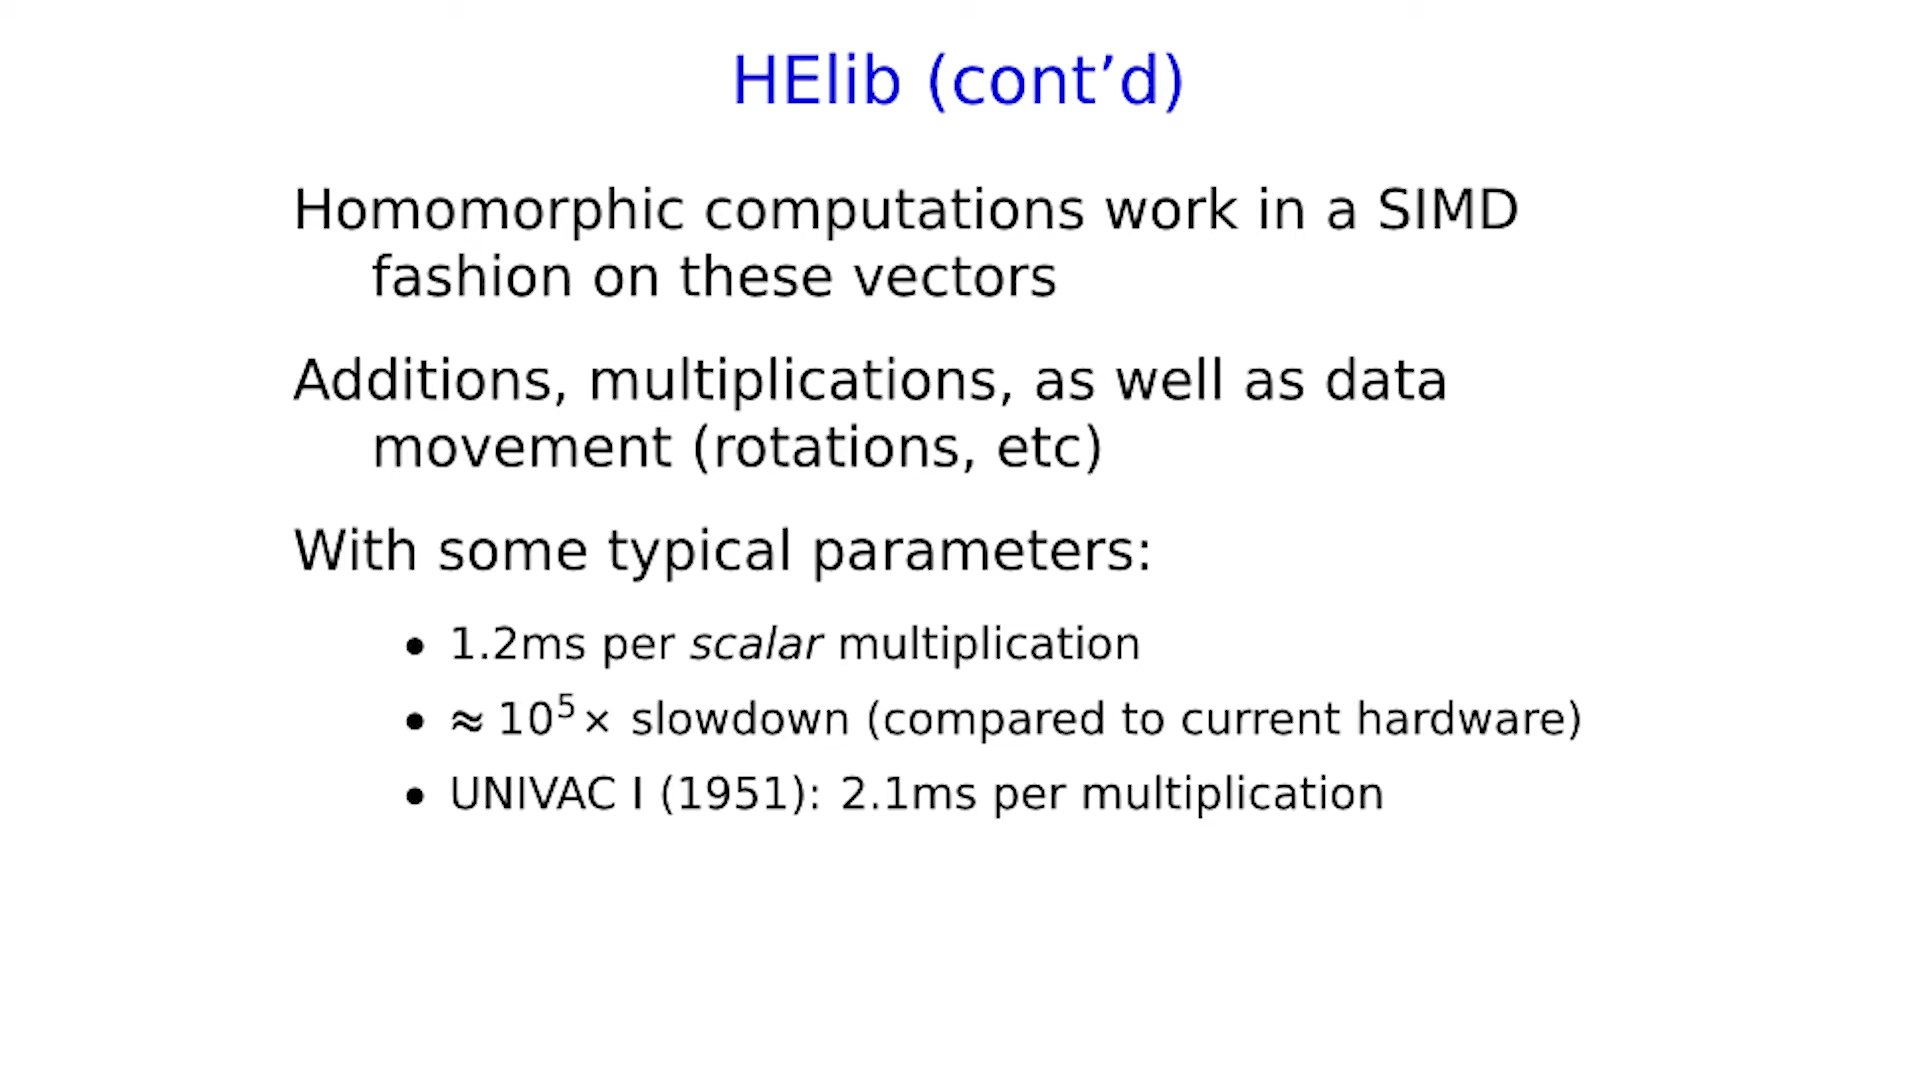 HElib (cont’d)
Homomorphic computations work in a SIMD
fashion on these vectors
Additions, multiplications, as well as data
movement (rotations, etc)
With some typical parameters:
• 1.2ms per scalar multiplication
• ≈ 10⁵× slowdown (compared to current hardware)
• UNIVAC I (1951): 2.1ms per multiplication